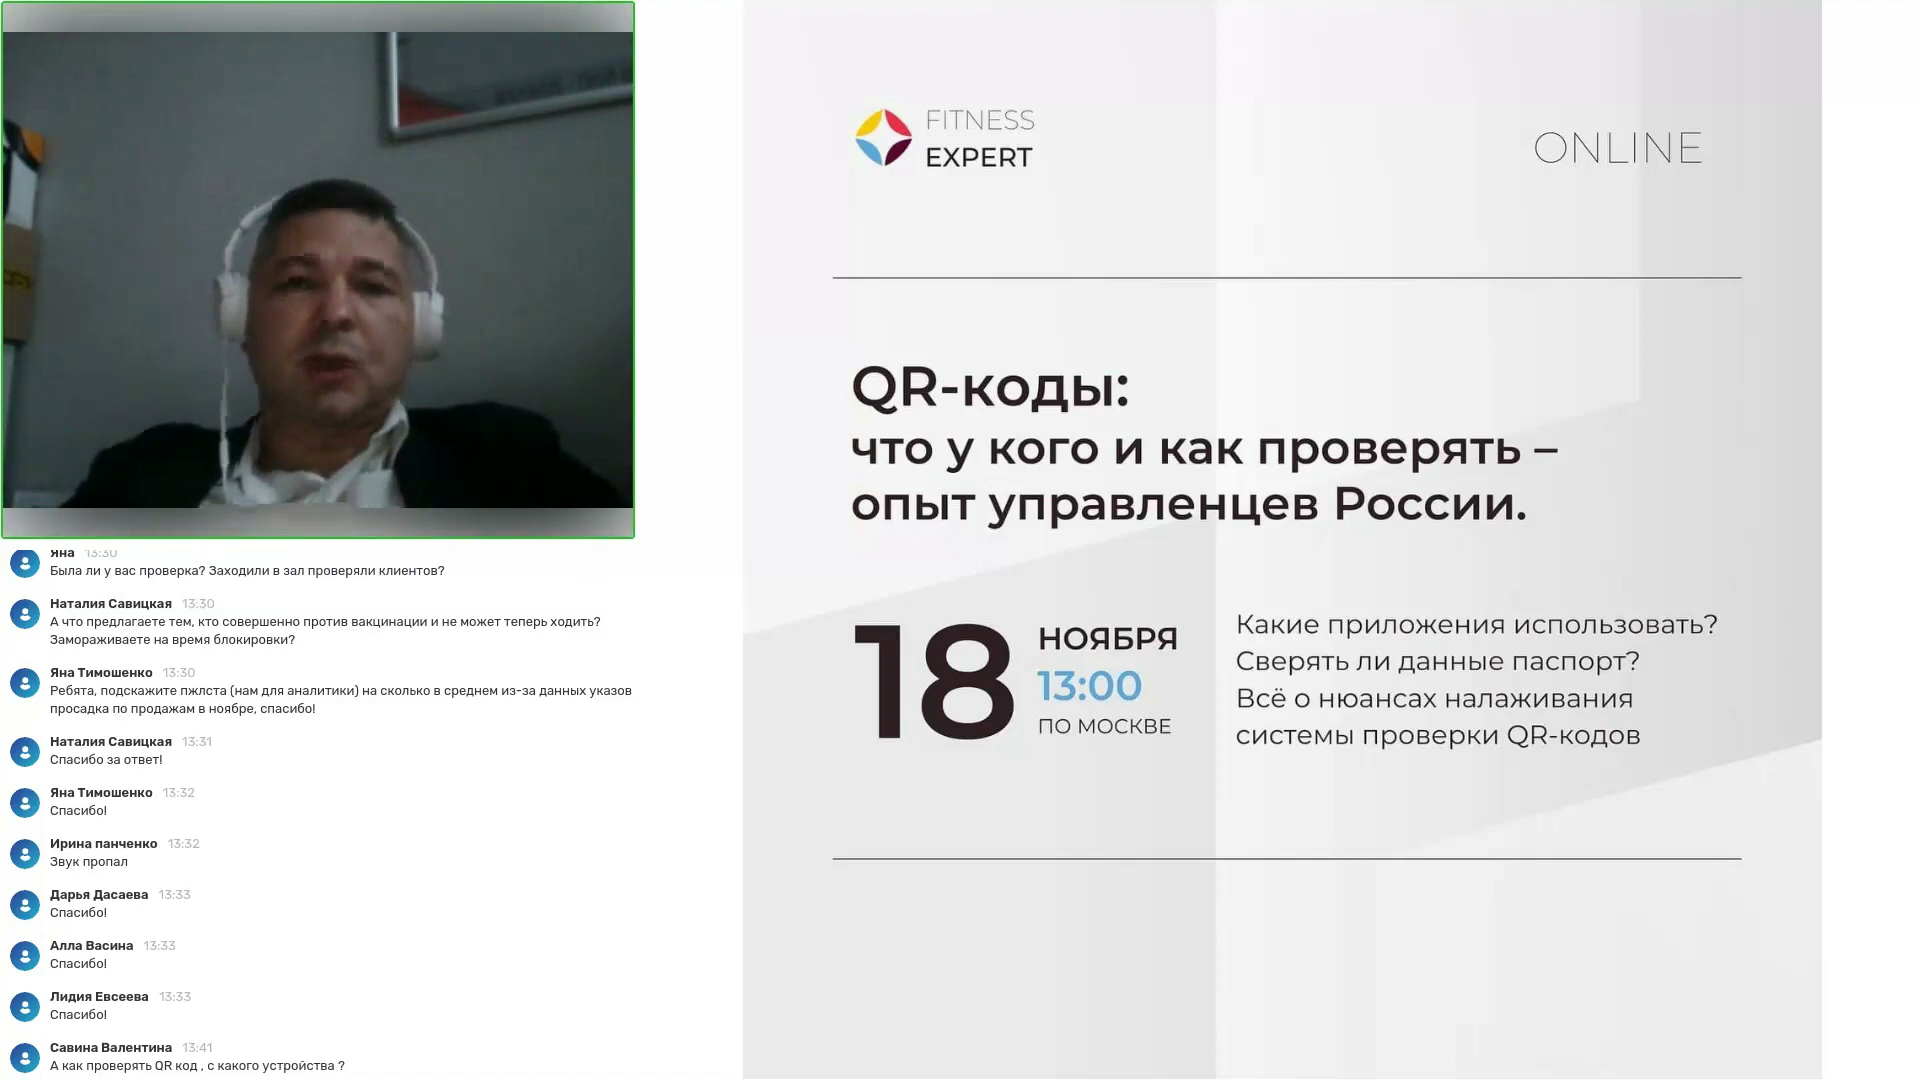 Яна 13:30
Была ли у вас проверка? Заходили в зал проверяли клиентов?
Наталия Савицкая 13:30
А что предлагаете тем, кто совершенно против вакцинации и не может теперь ходить?
Замораживаете на время блокировки?
Яна Тимошенко 13:30
Ребята, подскажите пжлста (нам для аналитики) на сколько в среднем из-за данных указов
просадка по продажам в ноябре, спасибо!
Наталия Савицкая 13:31
Спасибо за ответ!
Яна Тимошенко 13:32
Спасибо!
Ирина панченко 13:32
Звук пропал
Дарья Дасаева 13:33
Спасибо!
Алла Васина 13:33
Спасибо!
Лидия Евсеева 13:33
Спасибо!
Савина Валентина 13:41
А как проверять QR код , с какого устройства ?
FITNESS
EXPERT
ONLINE
QR-коды:
что у кого и как проверять –
опыт управленцев России.
18
НОЯБРЯ
13:00
ПО МОСКВЕ
Какие приложения использовать?
Сверять ли данные паспорт?
Всё о нюансах налаживания
системы проверки QR-кодов